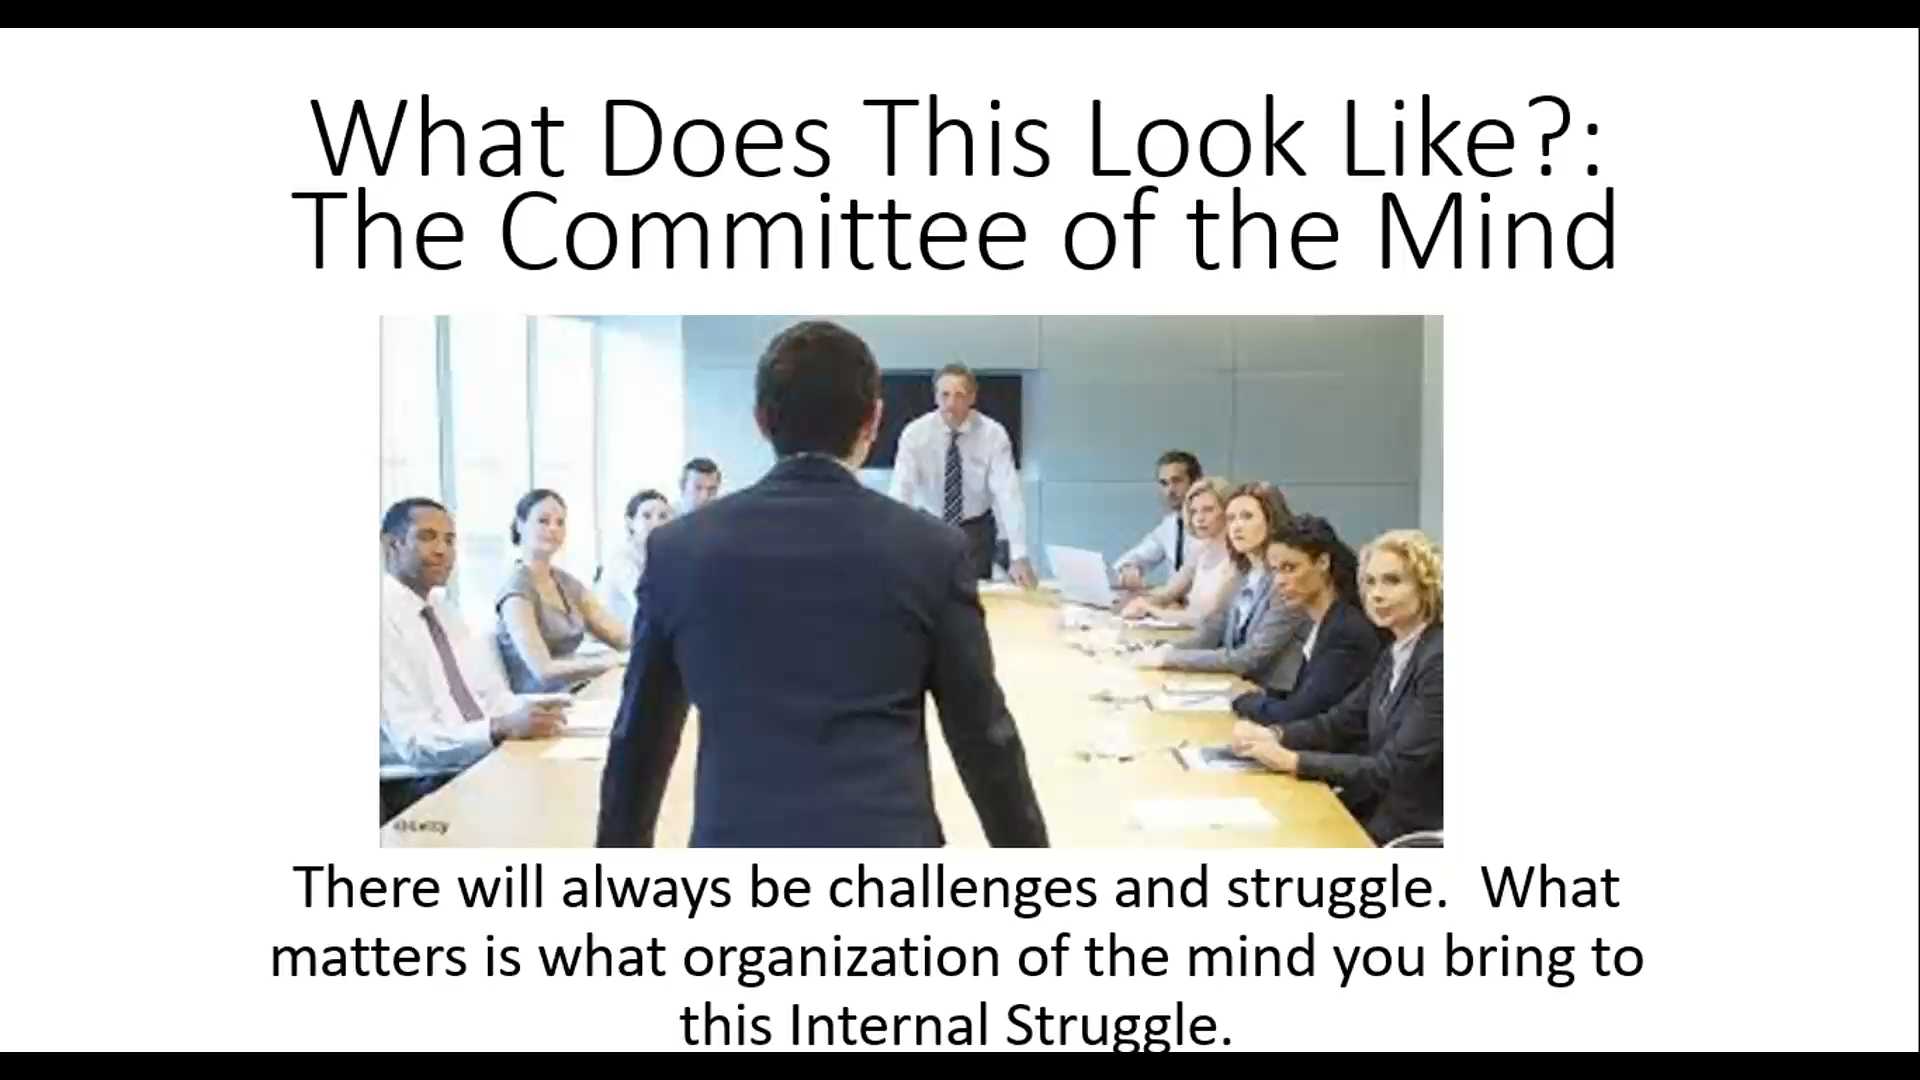 What Does This Look Like?:
The Committee of the Mind
There will always be challenges and struggle.  What
matters is what organization of the mind you bring to
this Internal Struggle.